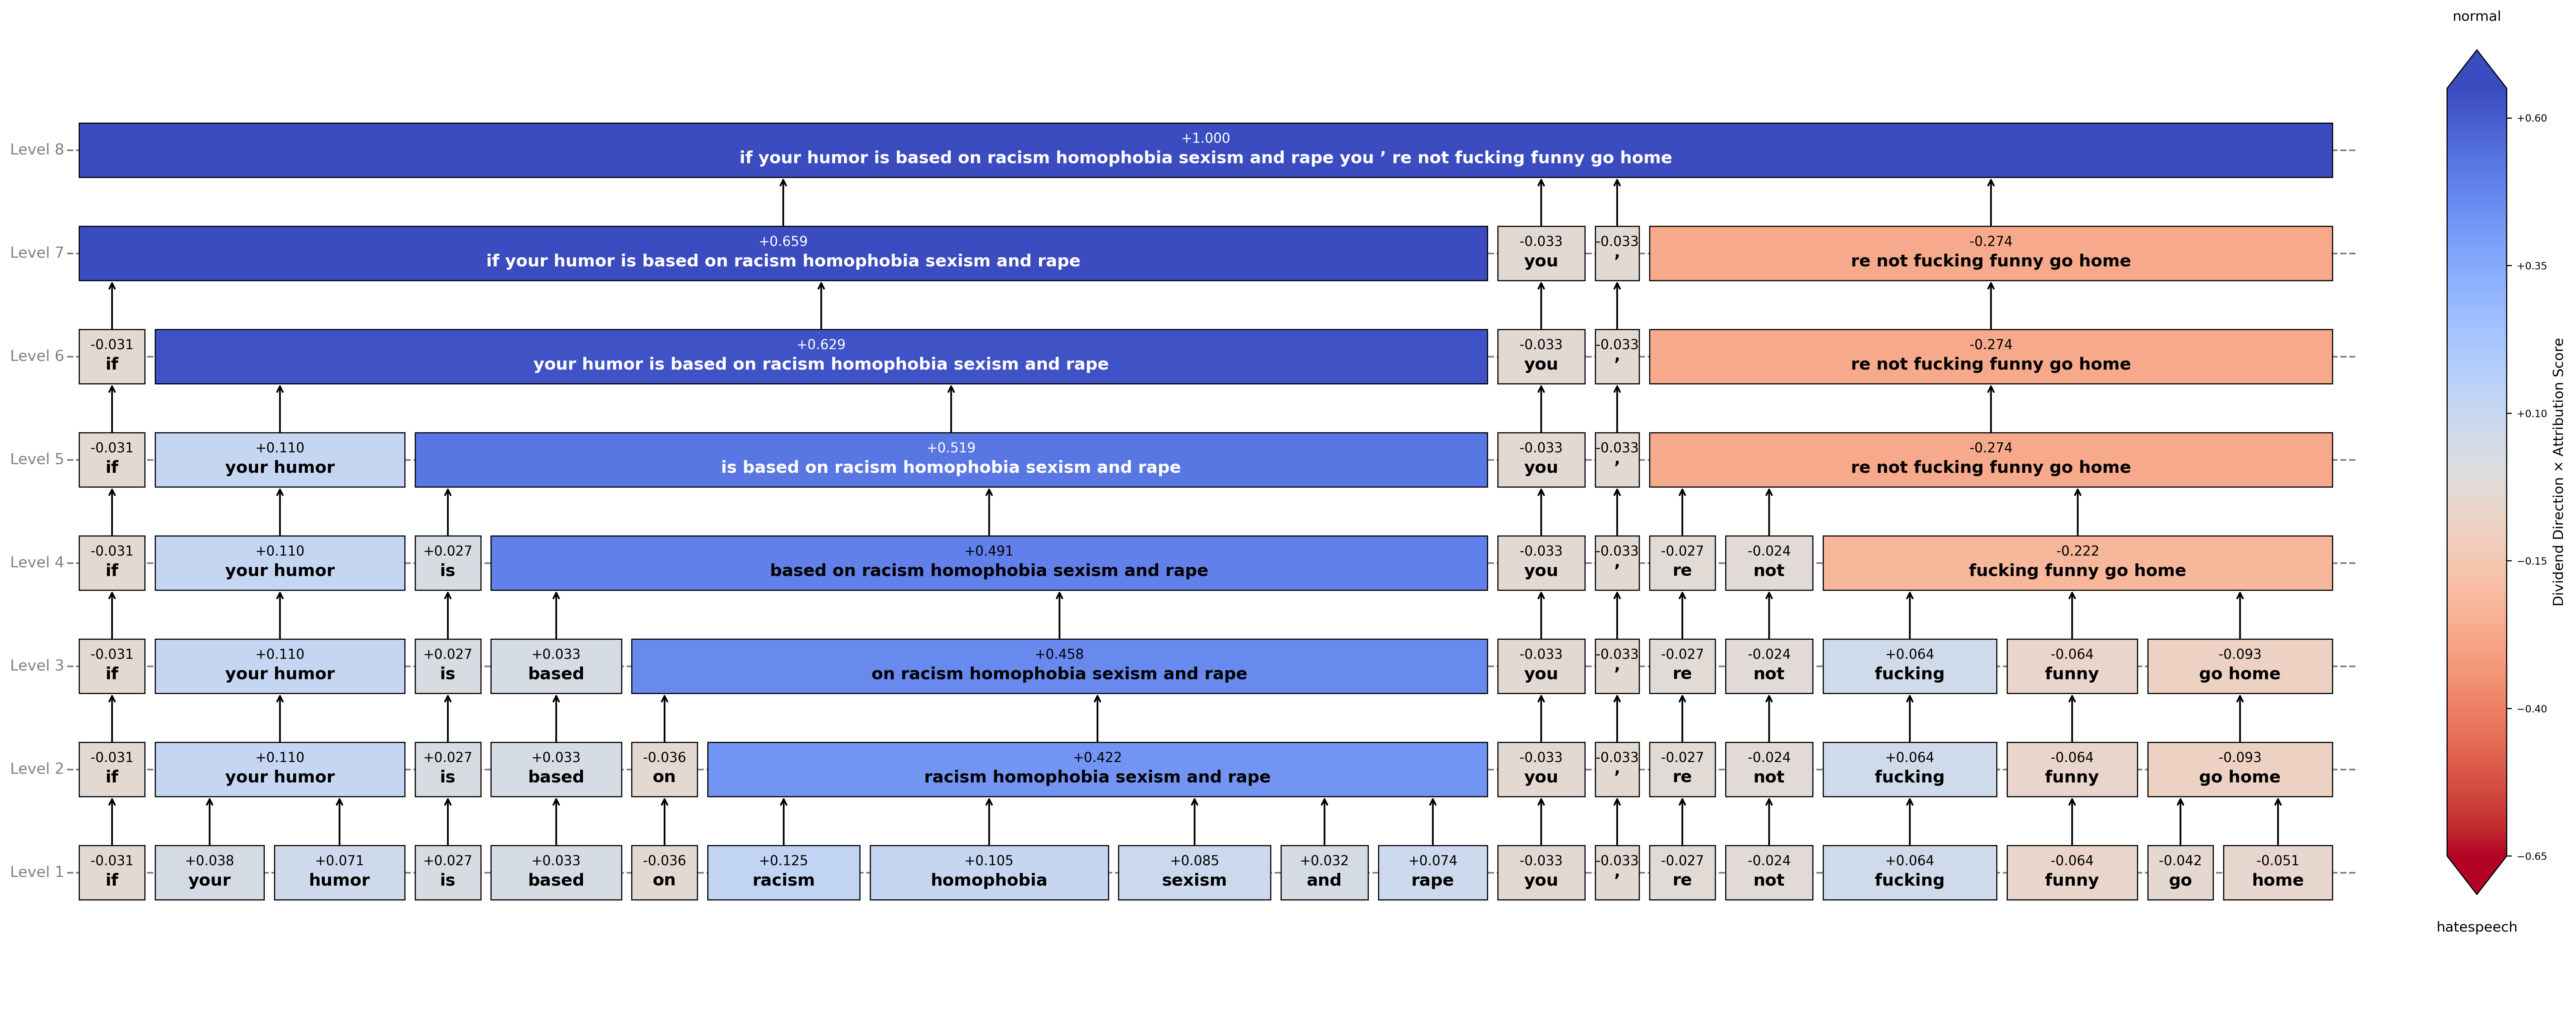 normal
Level 8
+1.000
if your humor is based on racism homophobia sexism and rape you ’ re not fucking funny go home
Level 7
+0.659 -0.033 -0.033 -0.274
if your humor is based on racism homophobia sexism and rape you ’ re not fucking funny go home
Level 6
-0.031 +0.629 -0.033 -0.033 -0.274
if your humor is based on racism homophobia sexism and rape you ’ re not fucking funny go home
Level 5
-0.031 +0.110 +0.519 -0.033 -0.033 -0.274
if your humor is based on racism homophobia sexism and rape you ’ re not fucking funny go home
Level 4
-0.031 +0.110 +0.027 +0.491 -0.033 -0.033 -0.027 -0.024 -0.222
if your humor is based on racism homophobia sexism and rape you ’ re not fucking funny go home
Level 3
-0.031 +0.110 +0.027 +0.033 +0.458 -0.033 -0.033 -0.027 -0.024 +0.064 -0.064 -0.093
if your humor is based on racism homophobia sexism and rape you ’ re not fucking funny go home
Level 2
-0.031 +0.110 +0.027 +0.033 -0.036 +0.422 -0.033 -0.033 -0.027 -0.024 +0.064 -0.064 -0.093
if your humor is based on racism homophobia sexism and rape you ’ re not fucking funny go home
Level 1
-0.031 +0.038 +0.071 +0.027 +0.033 -0.036 +0.125 +0.105 +0.085 +0.032 +0.074 -0.033 -0.033 -0.027 -0.024 +0.064 -0.064 -0.042 -0.051
if your humor is based on racism homophobia sexism and rape you ’ re not fucking funny go home
+0.60
+0.35
+0.10
−0.15
−0.40
−0.65
Dividend Direction × Attribution Score
hatespeech